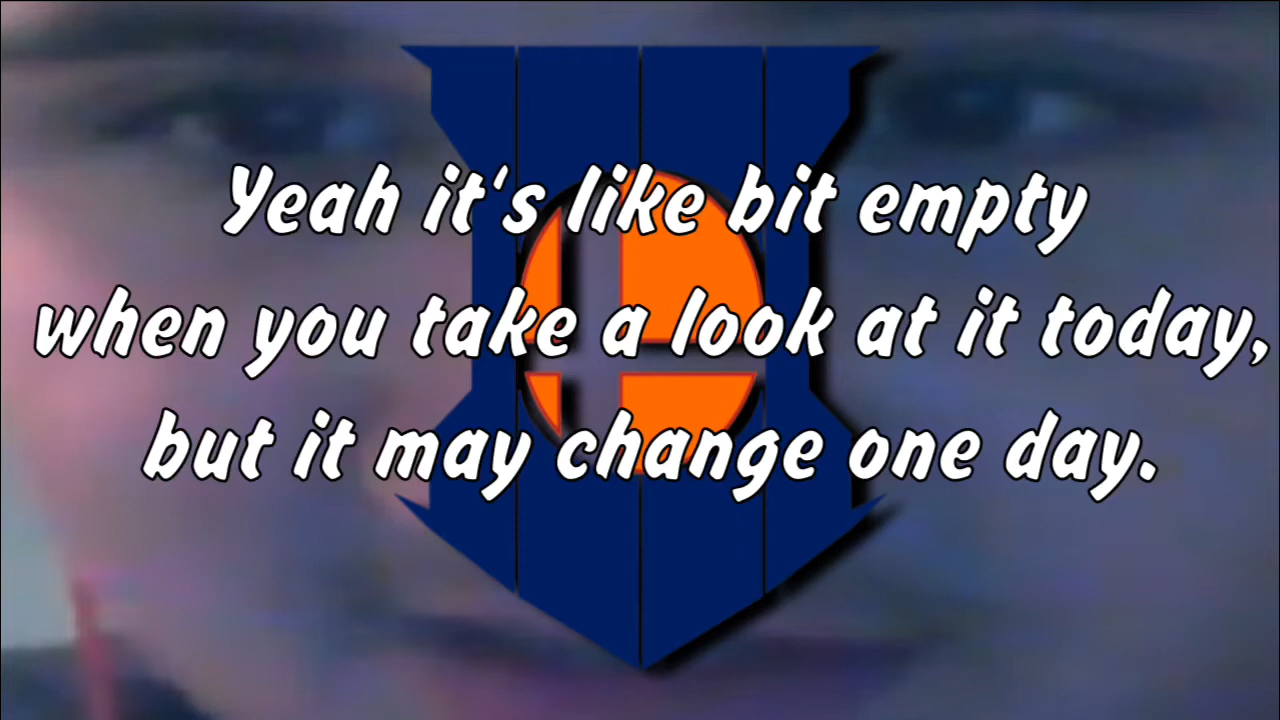 Yeah it's like bit empty
when you take a look at it today,
but it may change one day.